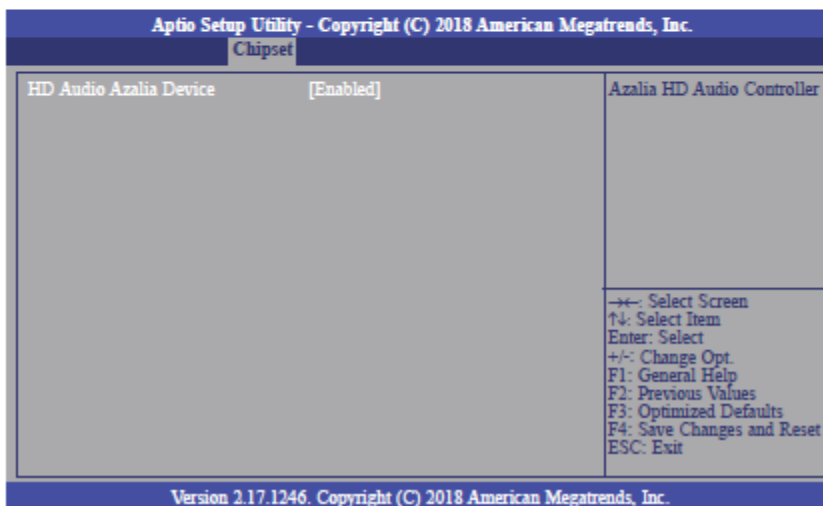 Aptio Setup Utility - Copyright (C) 2018 American Megatrends, Inc.
Chipset
HD Audio Azalia Device [Enabled]
Azalia HD Audio Controller
→←: Select Screen
↑↓: Select Item
Enter: Select
+/-: Change Opt.
F1: General Help
F2: Previous Values
F3: Optimized Defaults
F4: Save Changes and Reset
ESC: Exit
Version 2.17.1246. Copyright (C) 2018 American Megatrends, Inc.